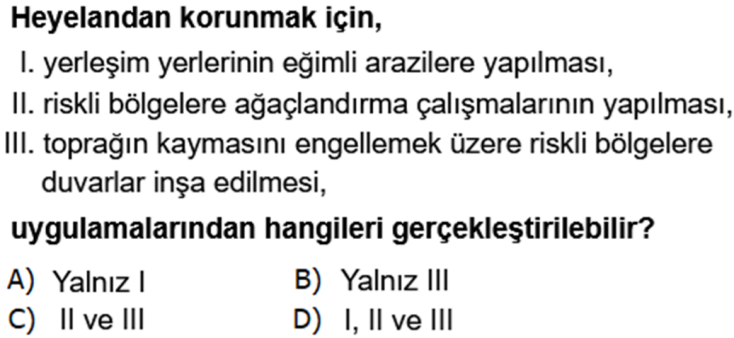 Heyelandan korunmak için,
I. yerleşim yerlerinin eğimli arazilere yapılması,
II. riskli bölgelere ağaçlandırma çalışmalarının yapılması,
III. toprağın kaymasını engellemek üzere riskli bölgelere
duvarlar inşa edilmesi,
uygulamalarından hangileri gerçekleştirilebilir?
A) Yalnız I B) Yalnız III
C) II ve III D) I, II ve III